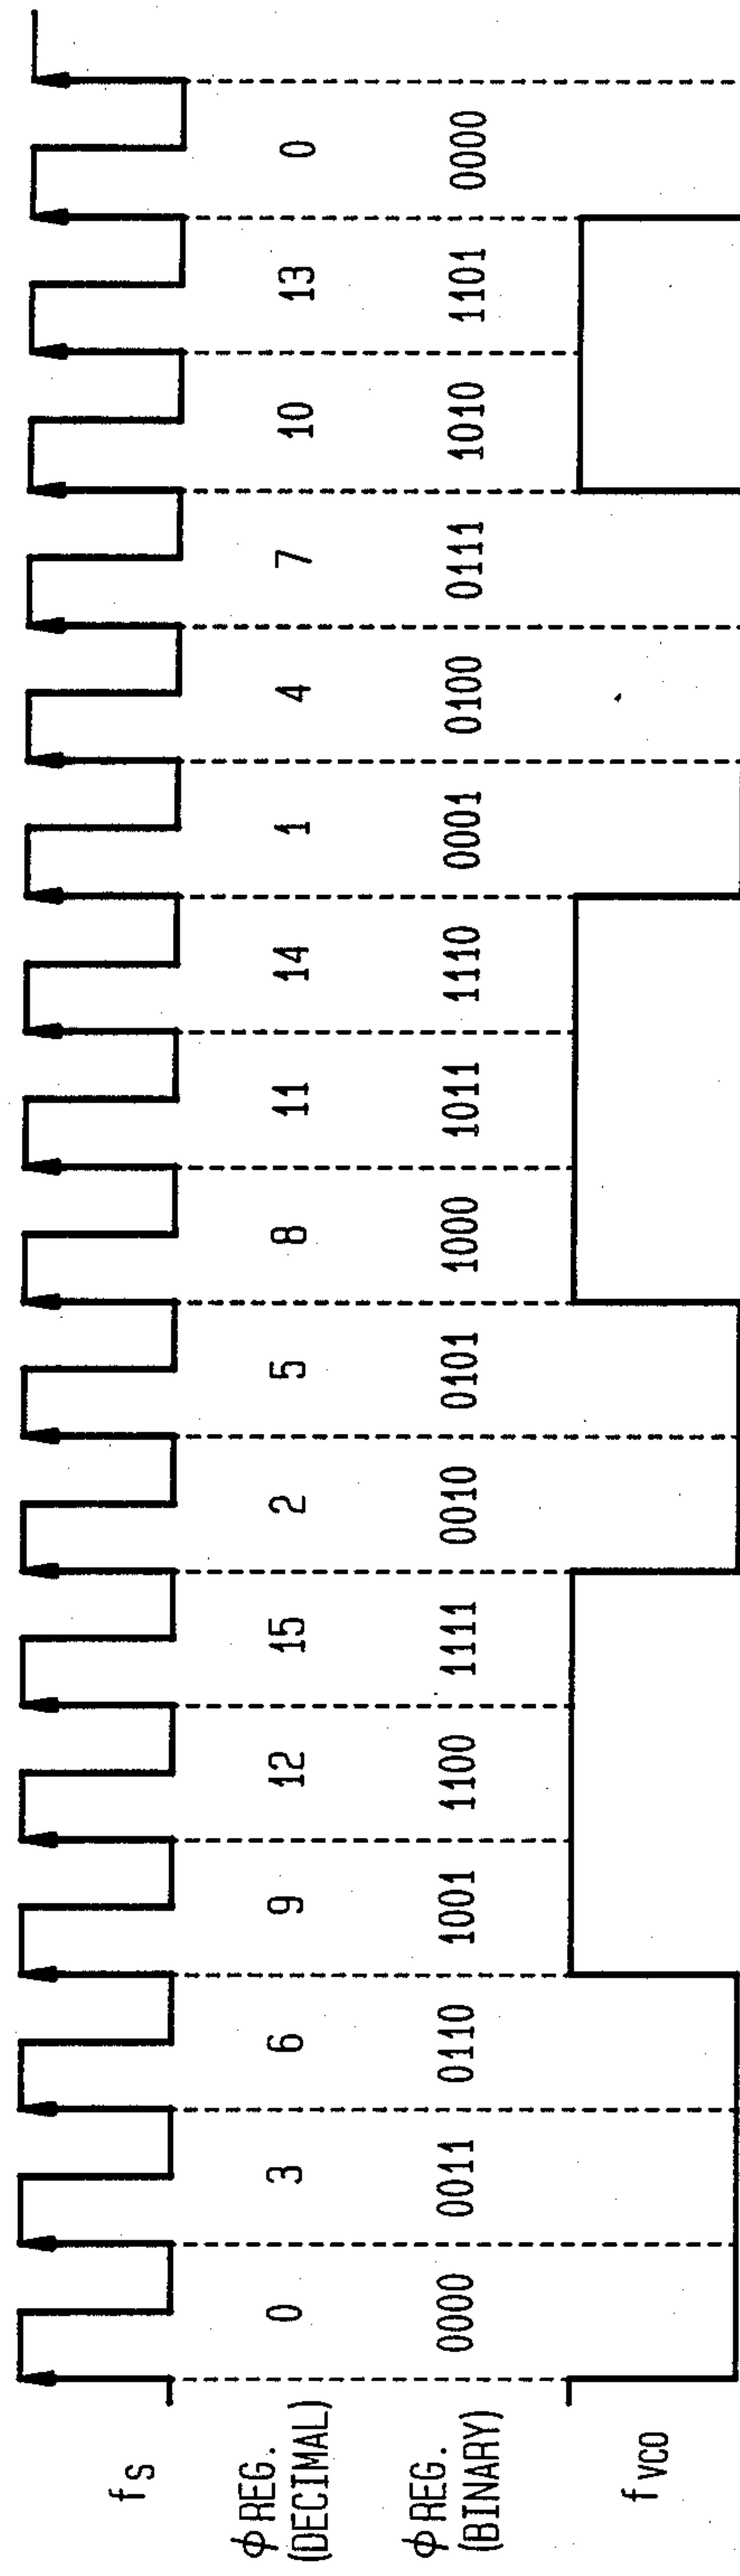 fS
φ REG. (DECIMAL) 0 3 6 9 12 15 2 5 8 11 14 1 4 7 10 13 0
φ REG. (BINARY) 0000 0011 0110 1001 1100 1111 0010 0101 1000 1011 1110 0001 0100 0111 1010 1101 0000
fVCO